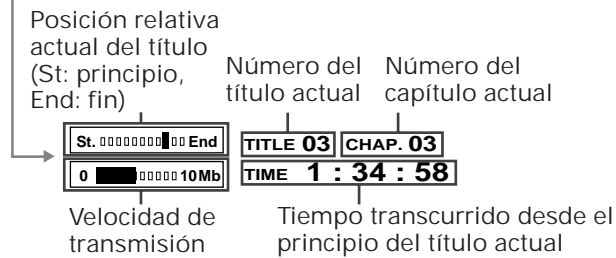 Posición relativa
actual del título
(St: principio,
End: fin)
Número del
título actual
Número del
capítulo actual
St. End
TITLE 03
CHAP. 03
0 10Mb
TIME 1 : 34 : 58
Velocidad de
transmisión
Tiempo transcurrido desde el
principio del título actual